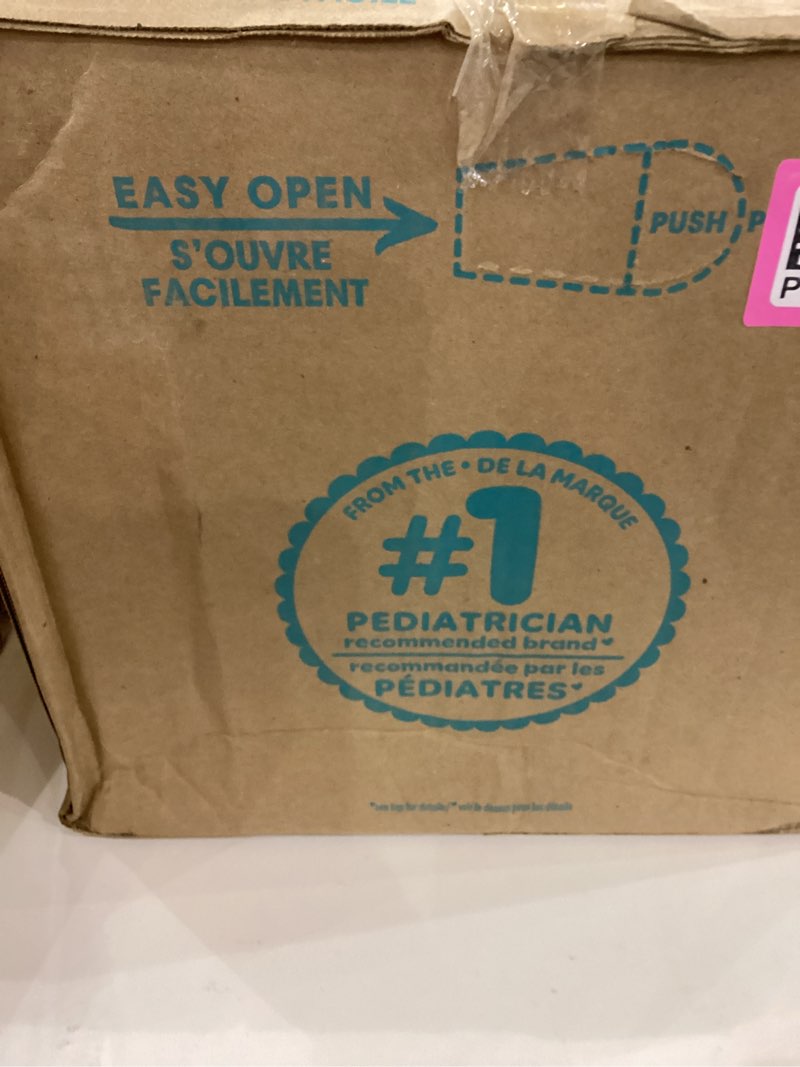 EASY OPEN
S'OUVRE
FACILEMENT
PUSH
P
P
FROM THE • DE LA MARQUE
#1
PEDIATRICIAN
recommended brand
recommandée par les
PÉDIATRES